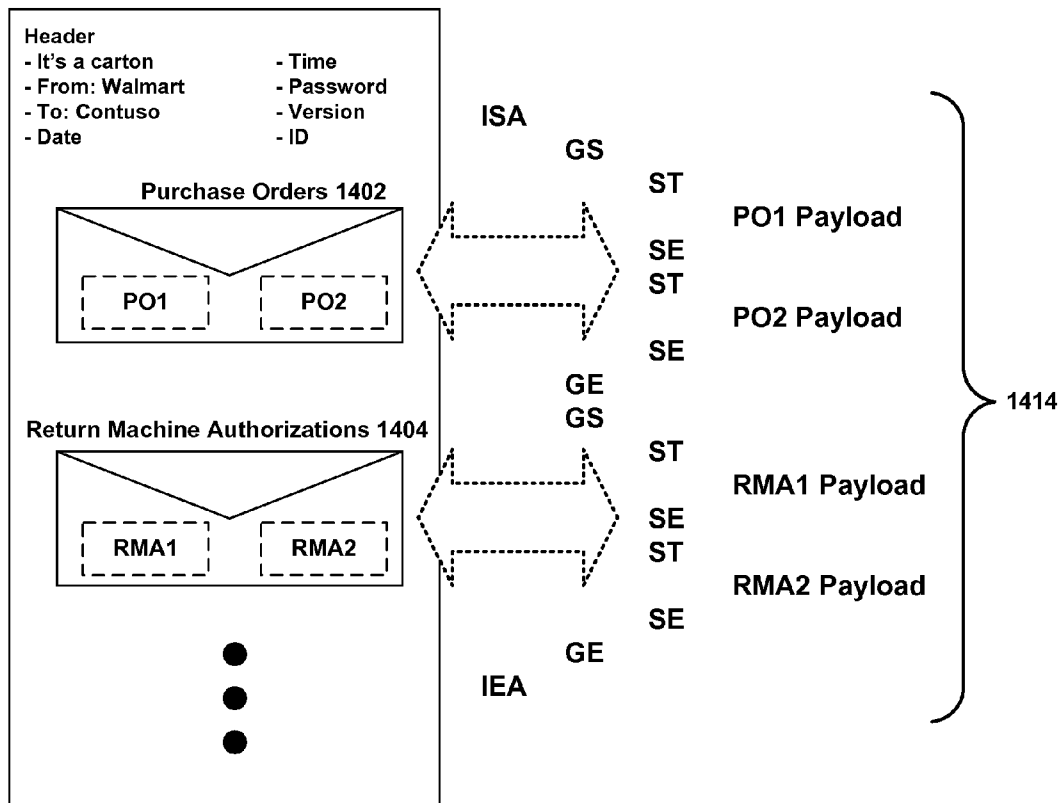 Header
- It's a carton
- From: Walmart
- To: Contuso
- Date
- Time
- Password
- Version
- ID
Purchase Orders 1402
PO1
PO2
Return Machine Authorizations 1404
RMA1
RMA2
ISA
GS
ST
PO1 Payload
SE
ST
PO2 Payload
SE
GE
GS
ST
RMA1 Payload
SE
ST
RMA2 Payload
SE
GE
IEA
1414